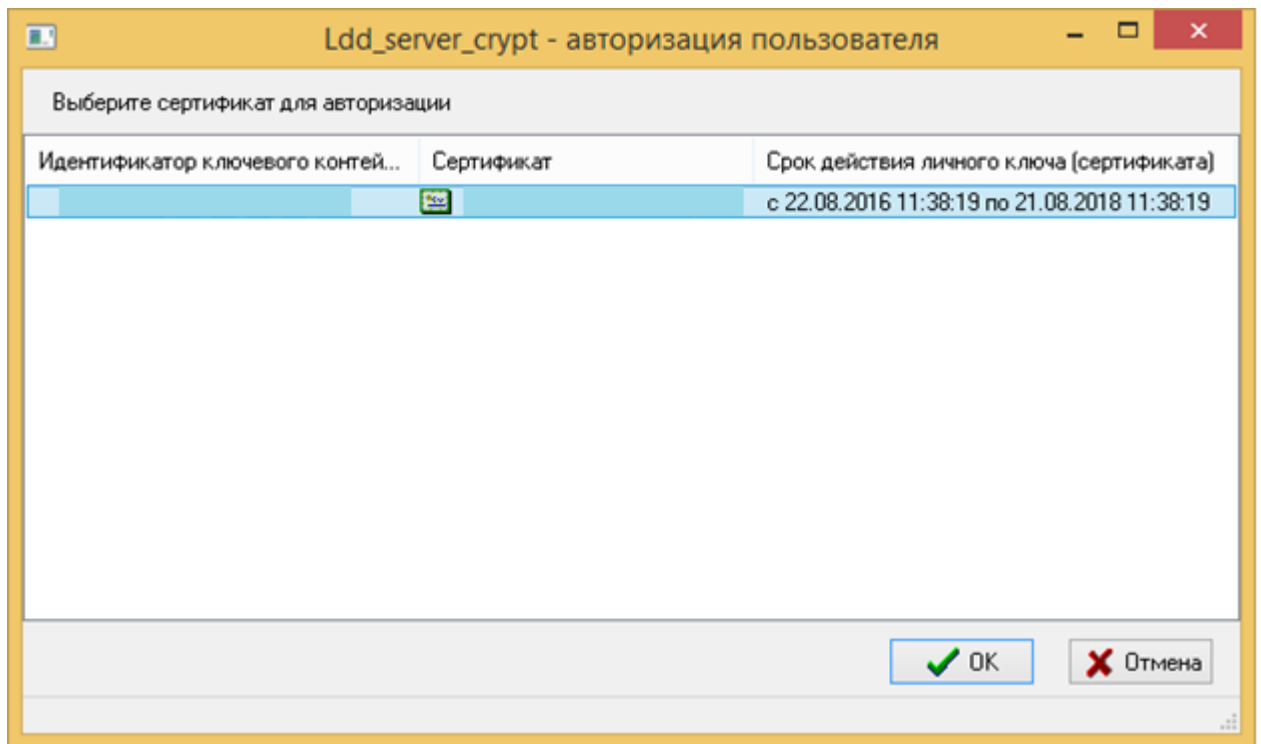 Ldd_server_crypt - авторизация пользователя
Выберите сертификат для авторизации
Идентификатор ключевого контей... Сертификат Срок действия личного ключа (сертификата)
с 22.08.2016 11:38:19 по 21.08.2018 11:38:19
OK Отмена